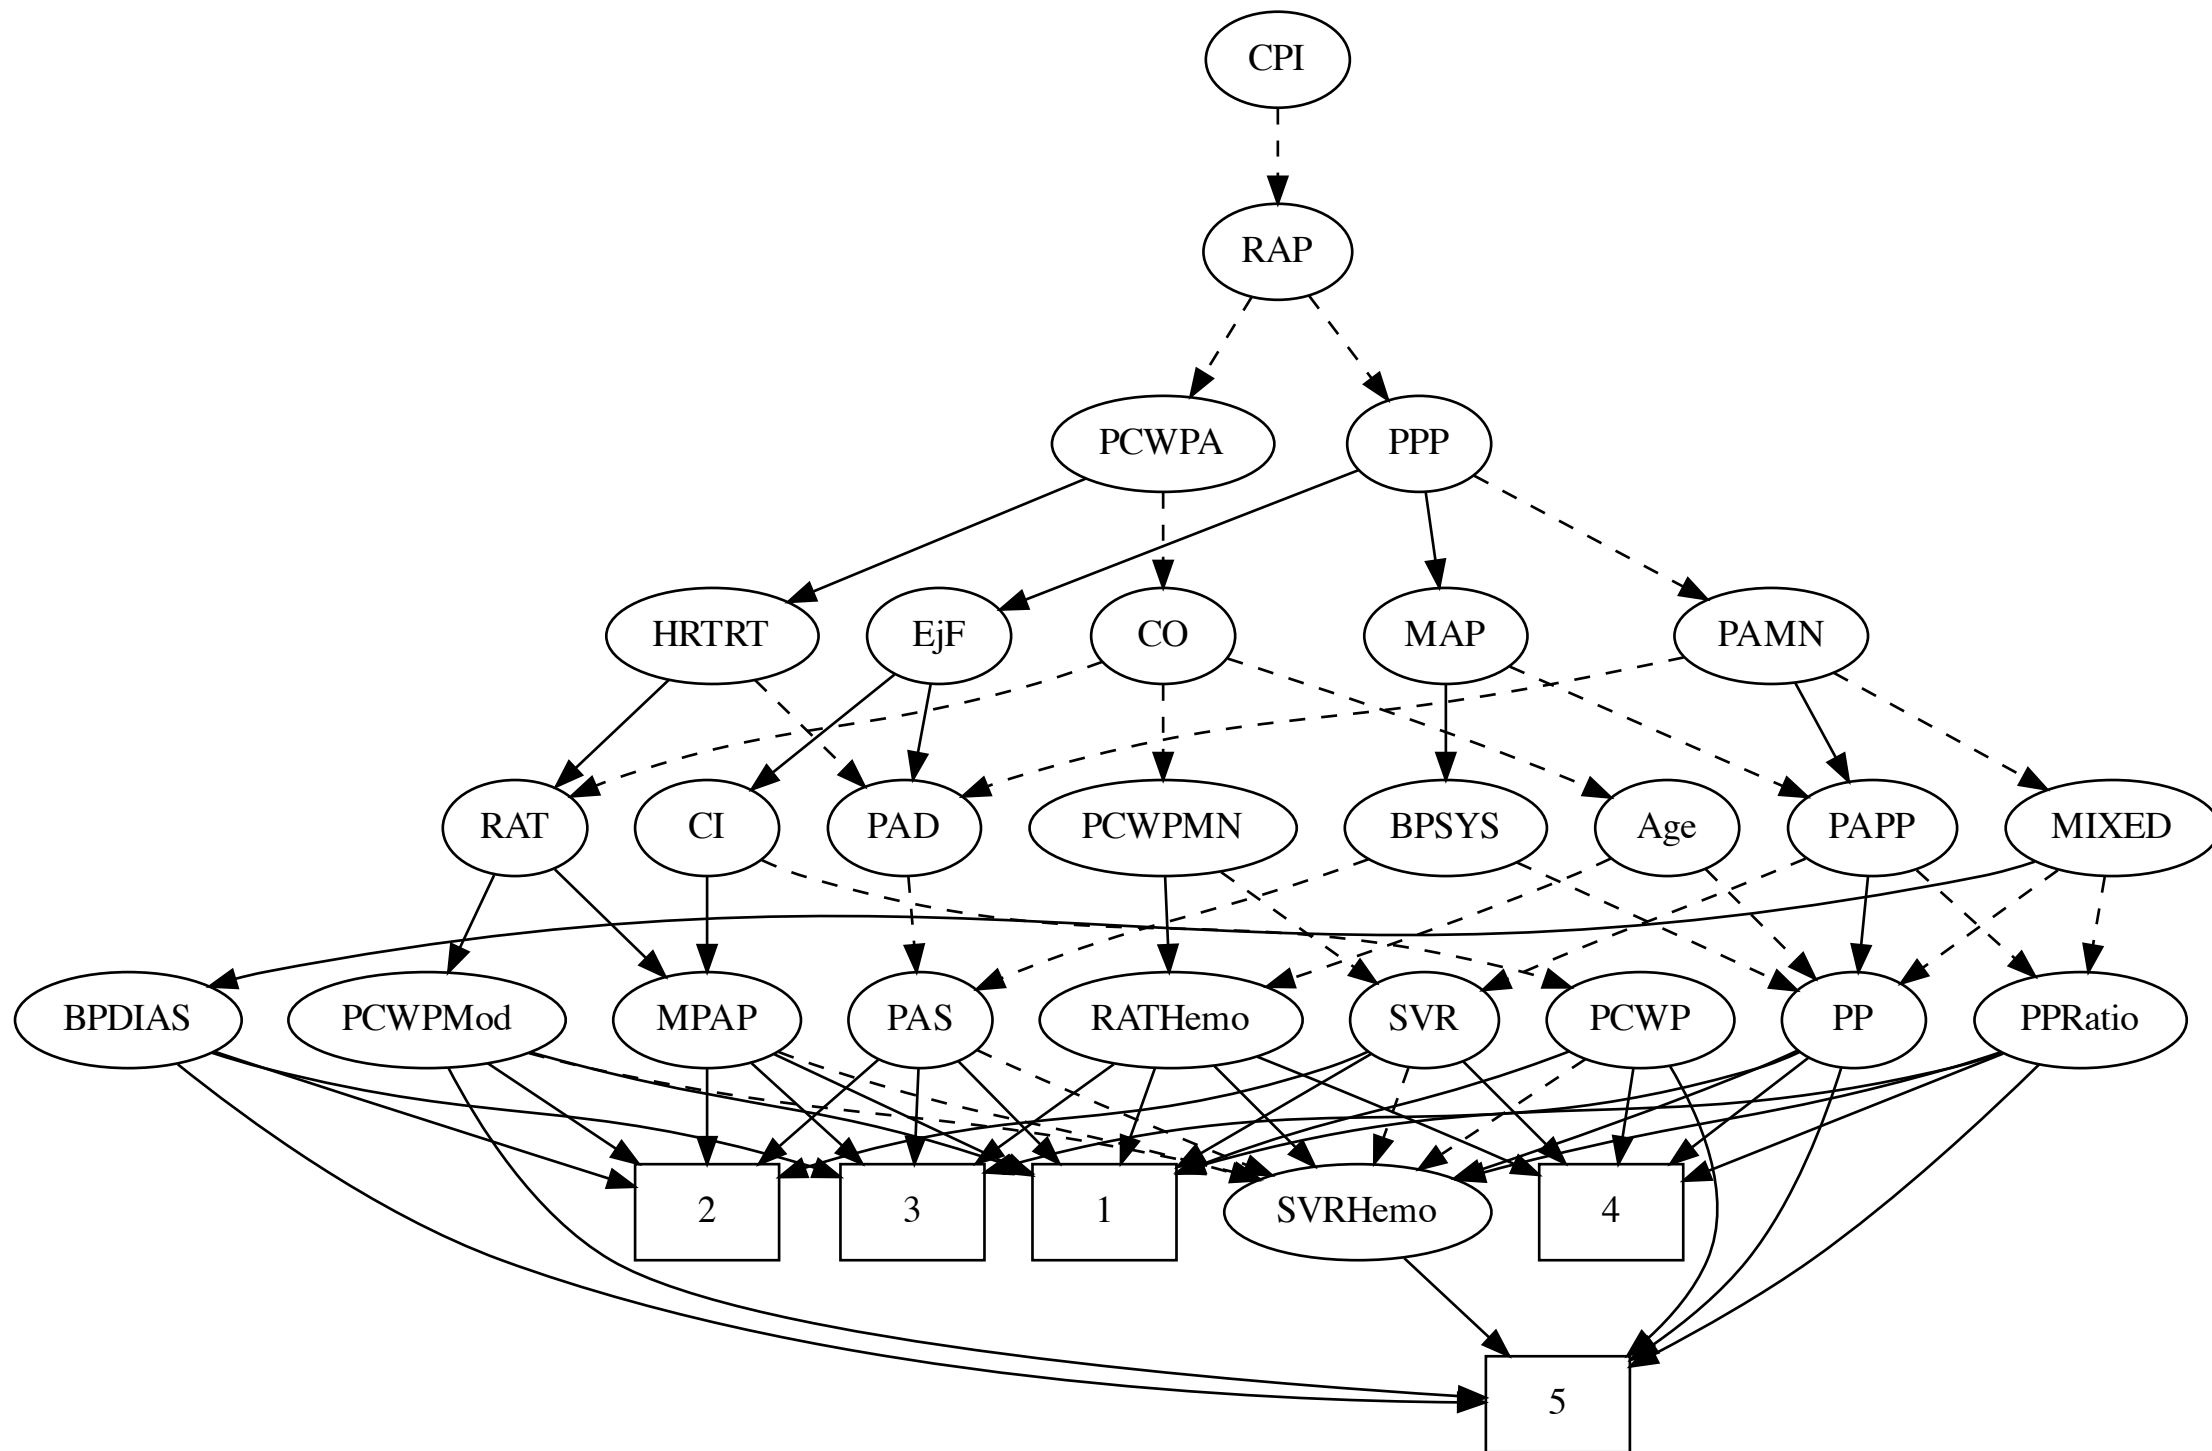 CPI
RAP
PCWPA
PPP
HRTRT
EjF
CO
MAP
PAMN
RAT
CI
PAD
PCWPMN
BPSYS
Age
PAPP
MIXED
BPDIAS
PCWPMod
MPAP
PAS
RATHemo
SVR
PCWP
PP
PPRatio
2
3
1
SVRHemo
4
5